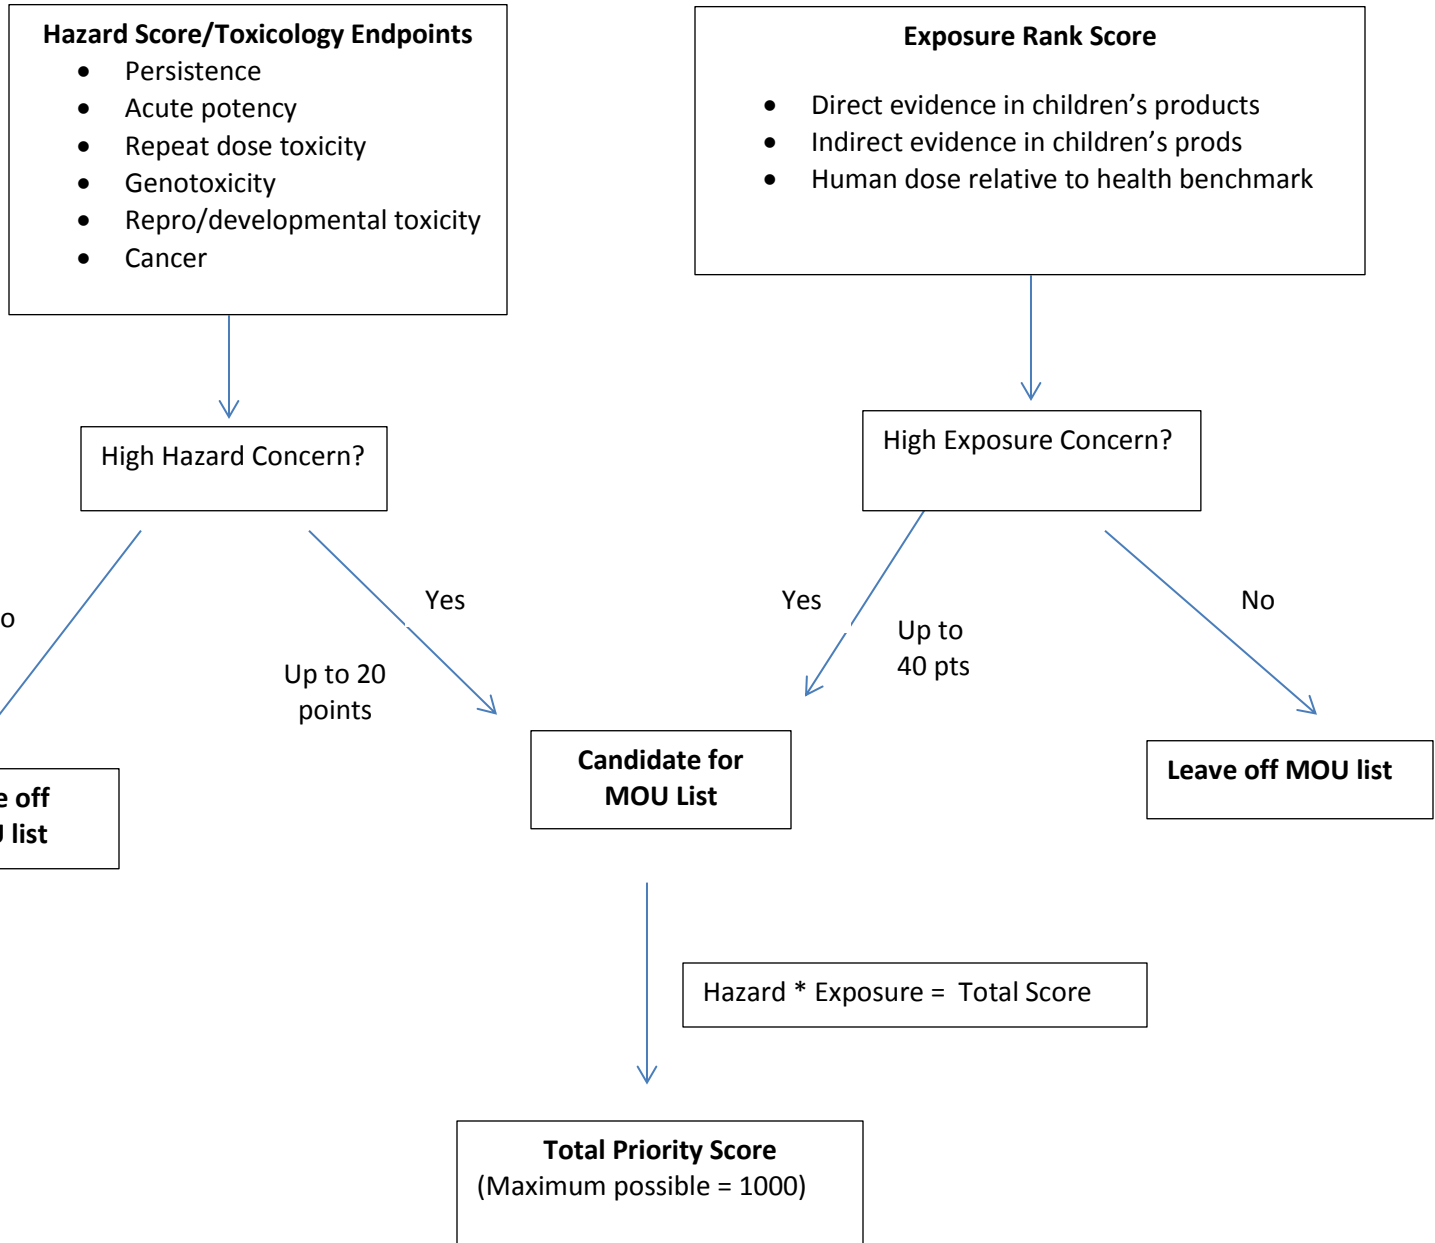 Hazard Score/Toxicology Endpoints
• Persistence
• Acute potency
• Repeat dose toxicity
• Genotoxicity
• Repro/developmental toxicity
• Cancer
Exposure Rank Score
• Direct evidence in children’s products
• Indirect evidence in children’s prods
• Human dose relative to health benchmark
High Hazard Concern?
High Exposure Concern?
o
Yes
Up to 20
points
Yes
Up to
40 pts
No
e off
list
Candidate for
MOU List
Leave off MOU list
Hazard * Exposure = Total Score
Total Priority Score
(Maximum possible = 1000)